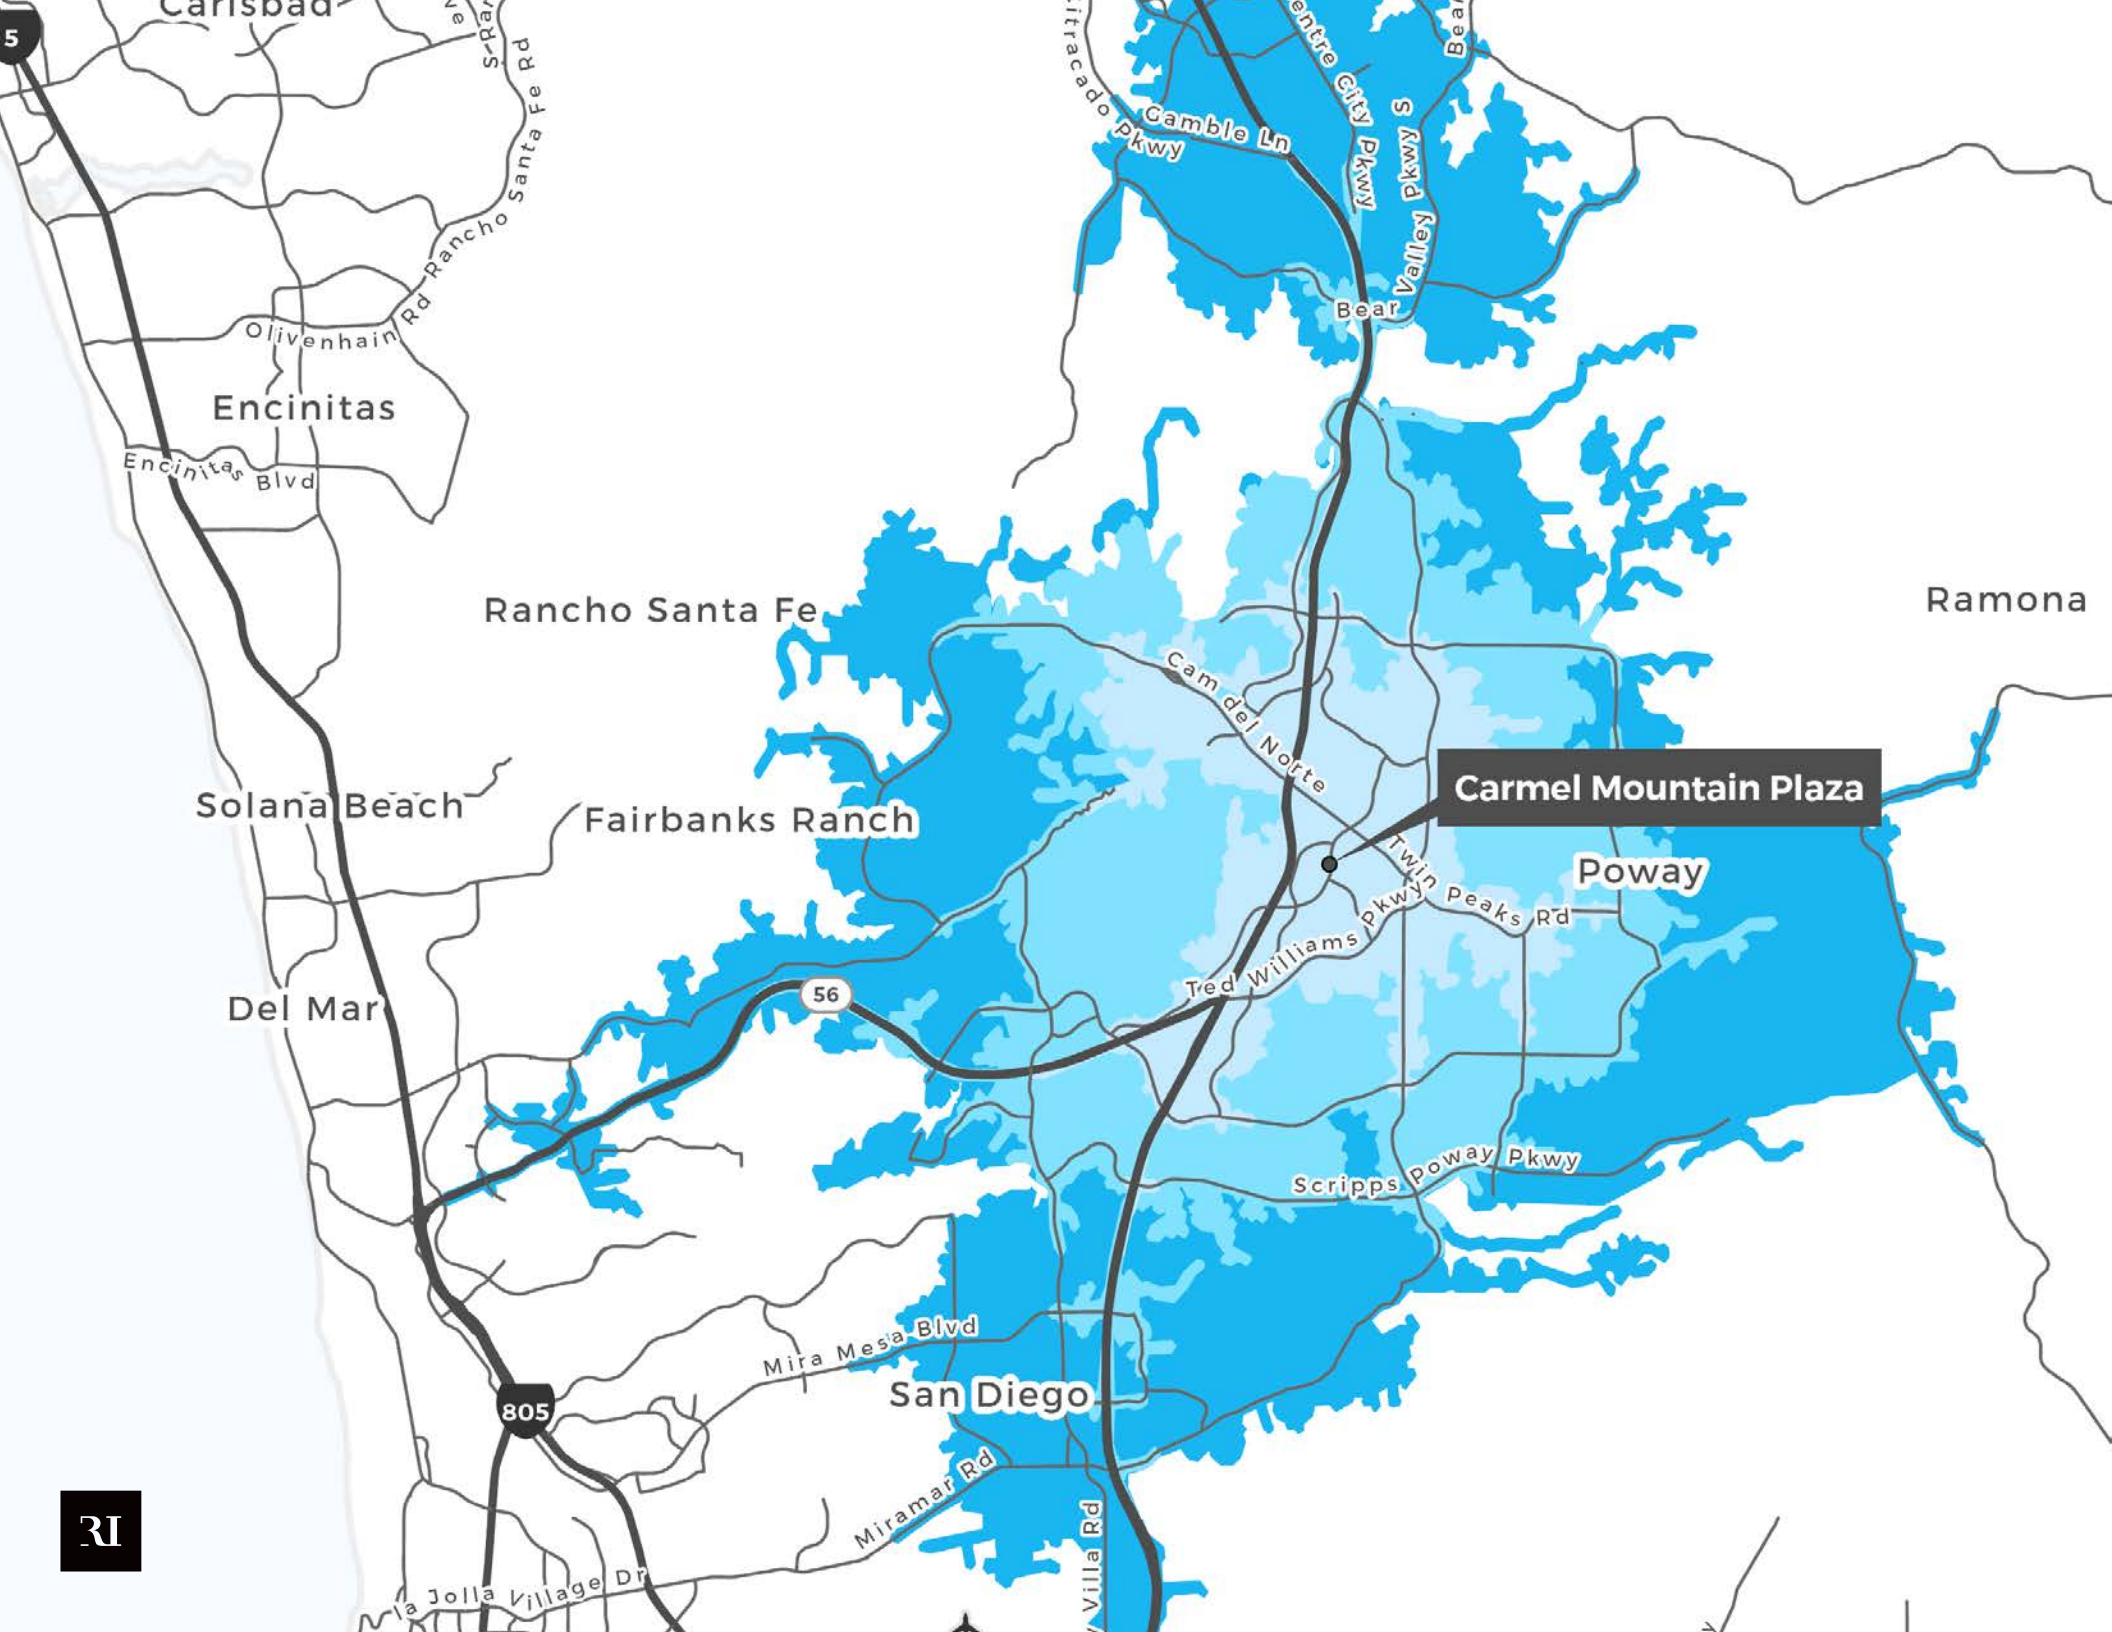 Carlsbad
5
S-Ran
Rancho Santa Fe Rd
Citracado Pkwy
Gamble Ln
Centre City Pkwy
Bear
Bear Valley Pkwy S
Olivenhain Rd
Encinitas
Encinitas Blvd
Rancho Santa Fe
Ramona
Cam del Norte
Carmel Mountain Plaza
Solana Beach
Fairbanks Ranch
Poway
Twin Peaks Rd
Ted Williams Pkwy
56
Del Mar
Scripps Poway Pkwy
Mira Mesa Blvd
San Diego
805
Miramar Rd
Villa Rd
RI
la Jolla Village Dr